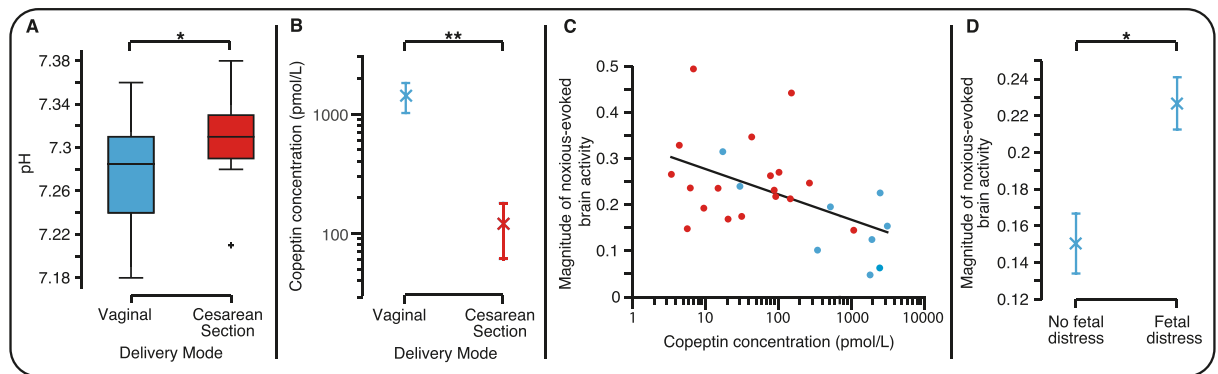 A
*
7.38
7.34
7.3
7.26
7.22
7.18
pH
Vaginal
Cesarean
Section
Delivery Mode
B
**
1000
100
Copeptin concentration (pmol/L)
Vaginal
Cesarean
Section
Delivery Mode
C
0.5
0.4
0.3
0.2
0.1
0
Magnitude of noxious-evoked
brain activity
1
10
100
1000
10000
Copeptin concentration (pmol/L)
D
*
0.24
0.22
0.2
0.18
0.16
0.14
0.12
Magnitude of noxious-evoked
brain activity
No fetal
distress
Fetal
distress